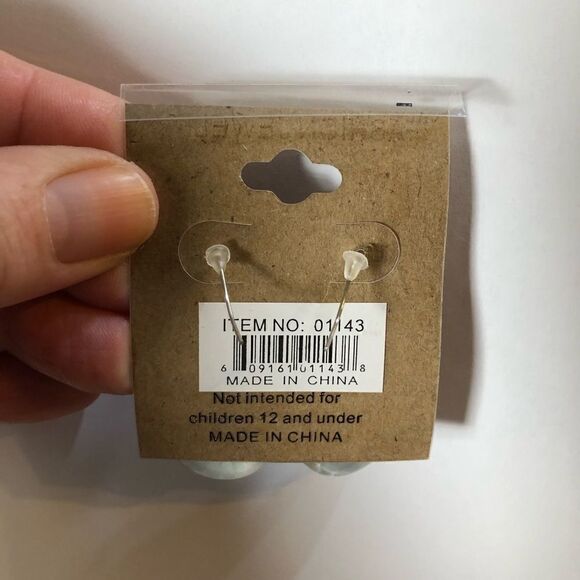 ITEM NO: 01143
6 09161 01143 8
MADE IN CHINA
Not intended for
children 12 and under
MADE IN CHINA